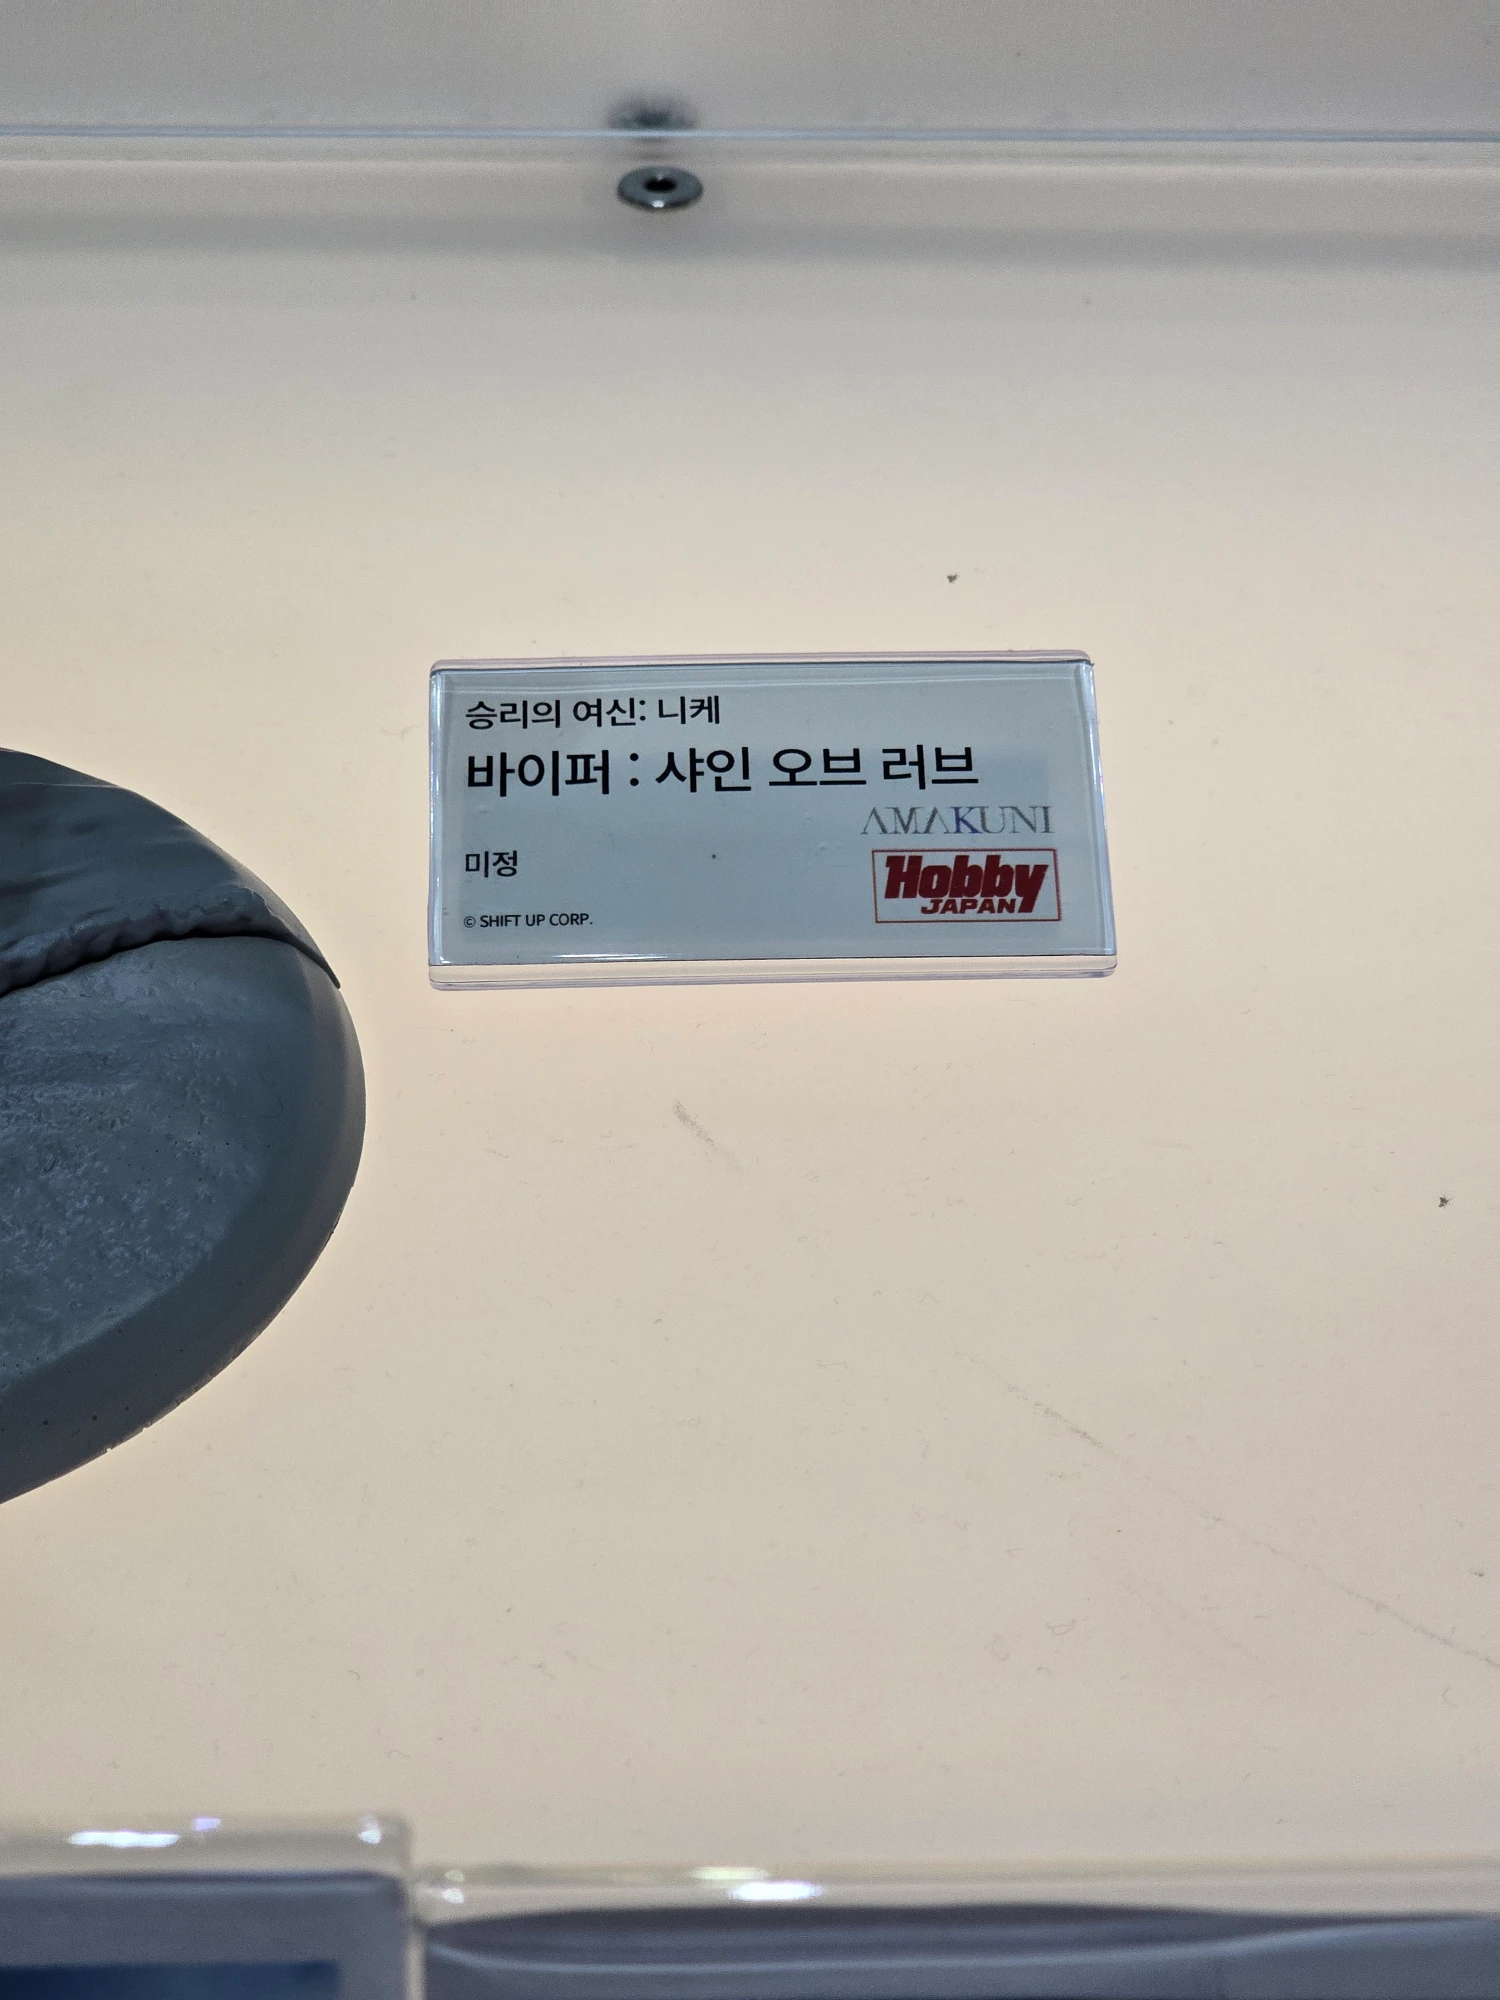 승리의 여신: 니케
바이퍼 : 샤인 오브 러브
AMAKUNI
미정
Hobby
JAPAN
© SHIFT UP CORP.